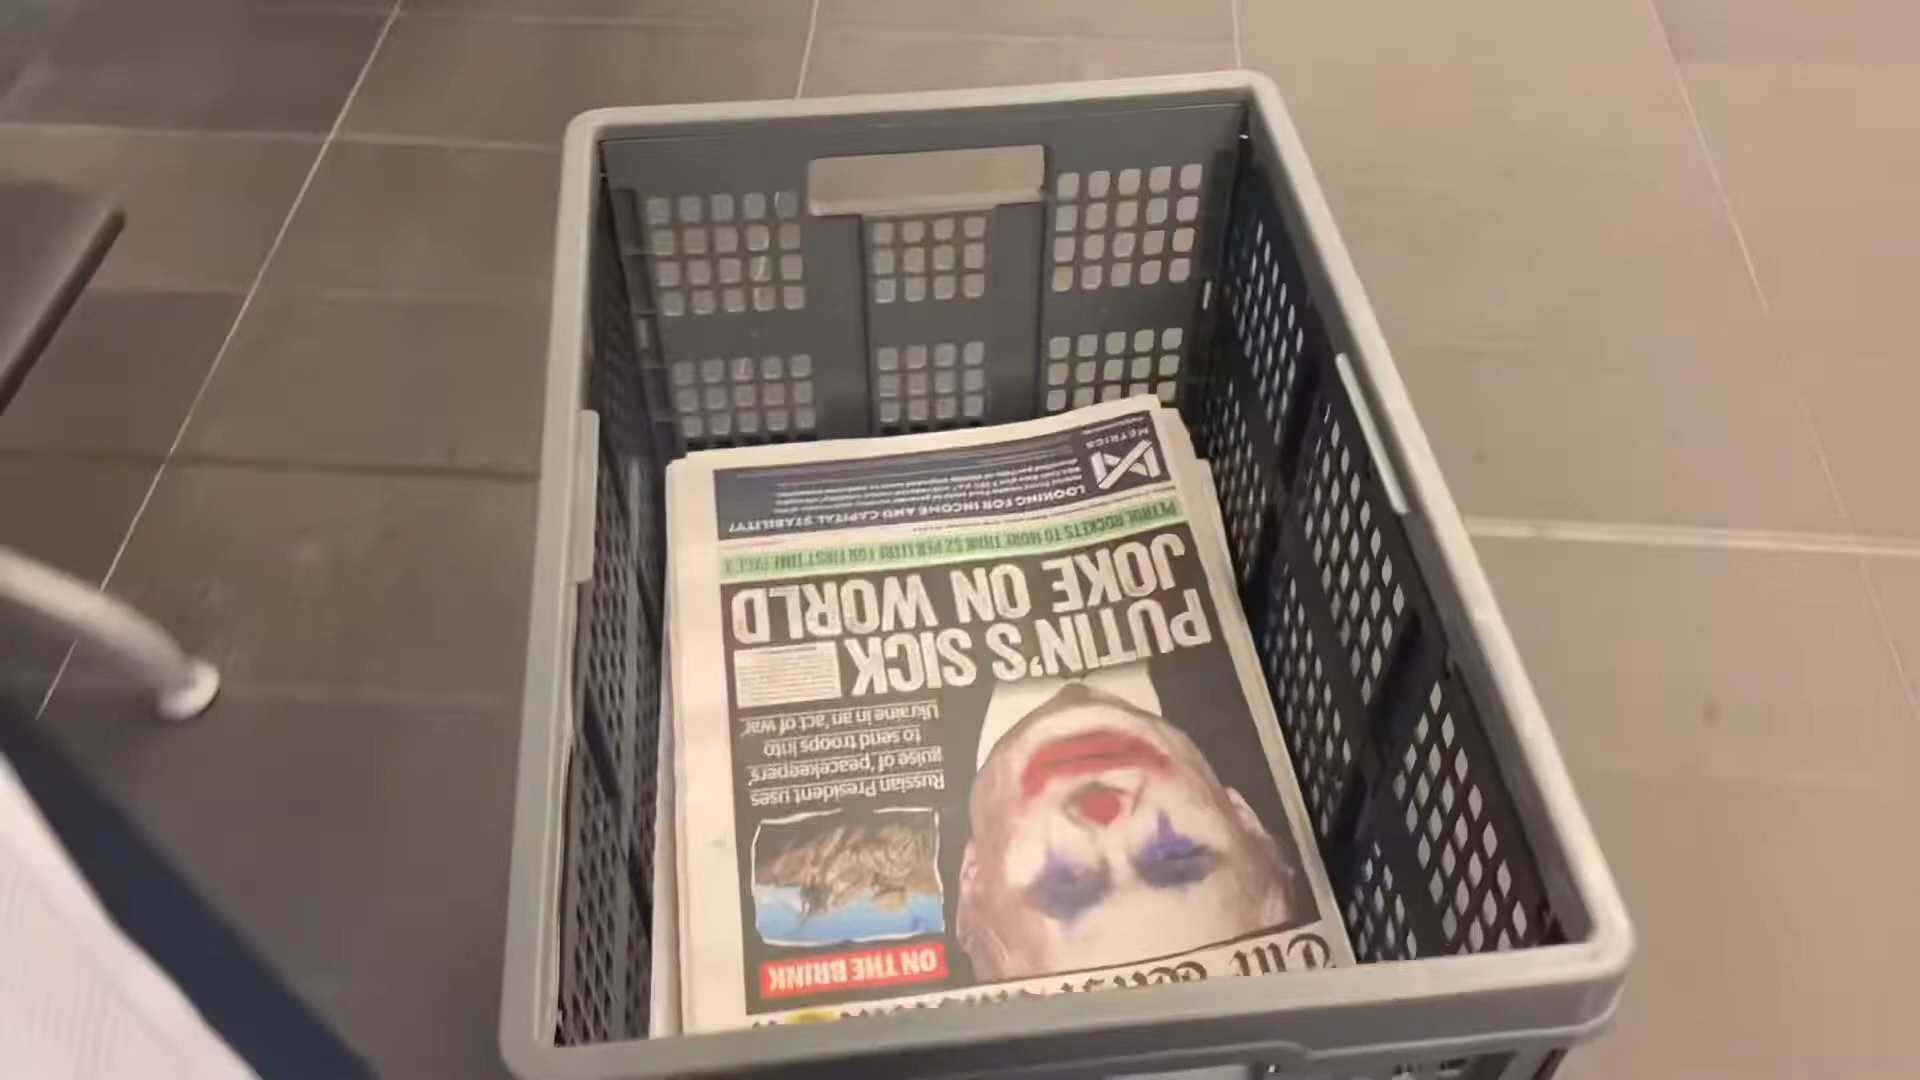 ON THE BRINK
Russian President uses
guise of 'peacekeepers'
to send troops into
Ukraine in an 'act of war'
PUTIN'S SICK
JOKE ON WORLD
PETROL ROCKETS TO MORE THAN $2 PER LITRE FOR FIRST TIME PAGE
LOOKING FOR INCOME AND CAPITAL STABILITY?
METRICS